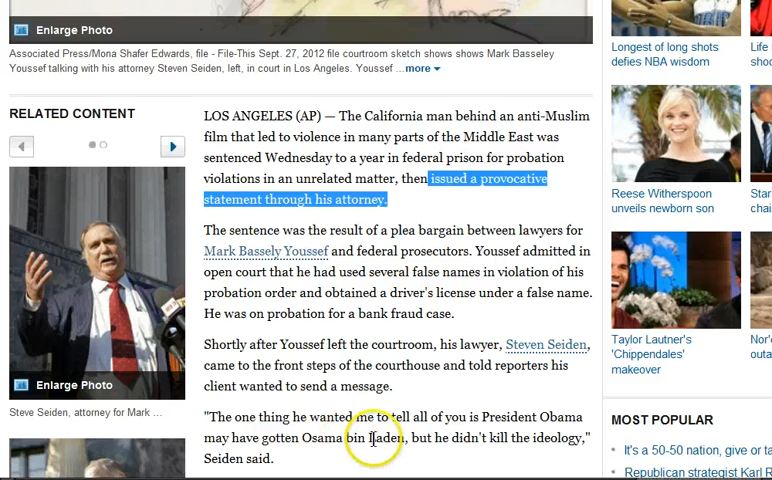 Enlarge Photo
Associated Press/Mona Shafer Edwards, file - File-This Sept. 27, 2012 file courtroom sketch shows shows Mark Basseley
Youssef talking with his attorney Steven Seiden, left, in court in Los Angeles. Youssef ...more
RELATED CONTENT
Enlarge Photo
Steve Seiden, attorney for Mark ...
LOS ANGELES (AP) — The California man behind an anti-Muslim
film that led to violence in many parts of the Middle East was
sentenced Wednesday to a year in federal prison for probation
violations in an unrelated matter, then issued a provocative
statement through his attorney.
The sentence was the result of a plea bargain between lawyers for
Mark Bassely Youssef and federal prosecutors. Youssef admitted in
open court that he had used several false names in violation of his
probation order and obtained a driver's license under a false name.
He was on probation for a bank fraud case.
Shortly after Youssef left the courtroom, his lawyer, Steven Seiden,
came to the front steps of the courthouse and told reporters his
client wanted to send a message.
"The one thing he wanted me to tell all of you is President Obama
may have gotten Osama bin Laden, but he didn't kill the ideology,"
Seiden said.
Longest of long shots
defies NBA wisdom
Life
shoo
Reese Witherspoon
unveils newborn son
Star
chai
Taylor Lautner's
'Chippendales'
makeover
Nor'e
outa
MOST POPULAR
It's a 50-50 nation, give or ta
Republican strategist Karl R